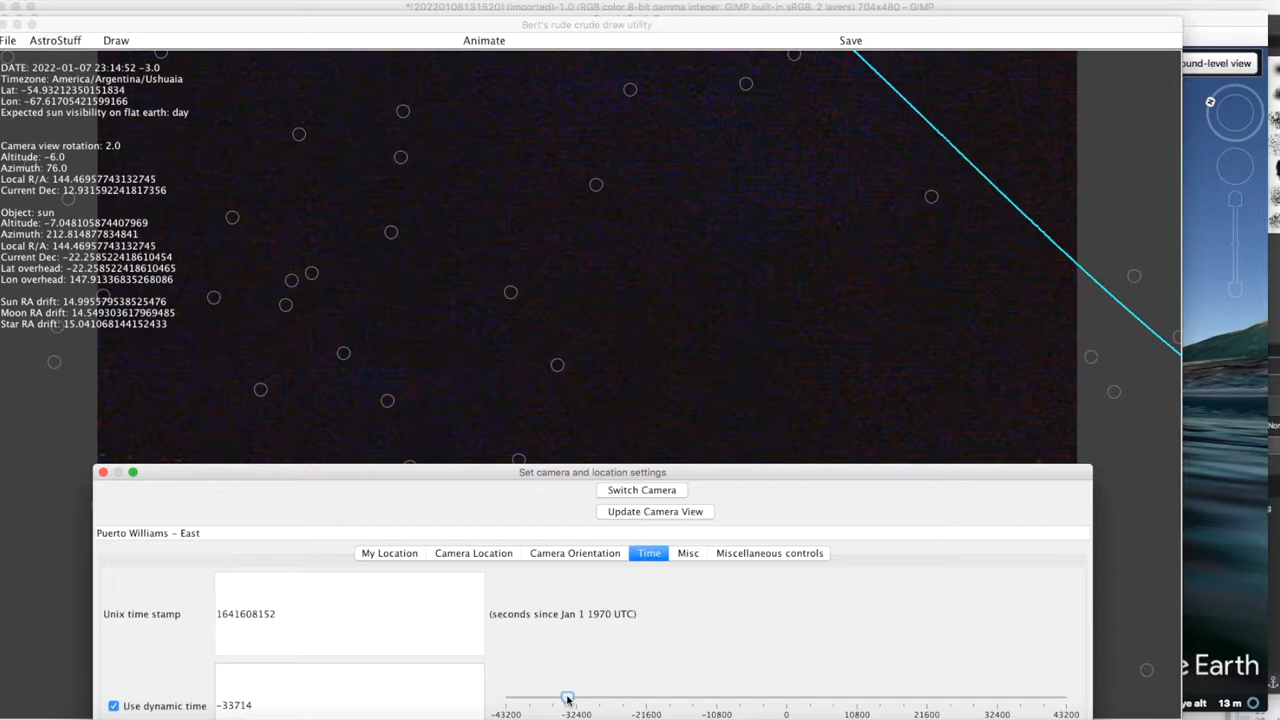 *[20220108131520] (imported)-1.0 (RGB color 8-bit gamma integer, GIMP built-in sRGB, 2 layers) 704x480 – GIMP
Bert's rude crude draw utility
File AstroStuff Draw Animate Save
ound-level view
DATE: 2022-01-07 23:14:52 -3.0
Timezone: America/Argentina/Ushuaia
Lat: -54.93212350151834
Lon: -67.61705421599166
Expected sun visibility on flat earth: day
Camera view rotation: 2.0
Altitude: -6.0
Azimuth: 76.0
Local R/A: 144.46957743132745
Current Dec: 12.931592241817356
Object: sun
Altitude: -7.048105874407969
Azimuth: 212.814877834841
Local R/A: 144.46957743132745
Current Dec: -22.258522418610454
Lat overhead: -22.258522418610465
Lon overhead: 147.91336835268086
Sun RA drift: 14.995579538525476
Moon RA drift: 14.549303617969485
Star RA drift: 15.041068144152433
Set camera and location settings
Switch Camera
Update Camera View
Puerto Williams – East
My Location Camera Location Camera Orientation Time Misc Miscellaneous controls
Unix time stamp 1641608152 (seconds since Jan 1 1970 UTC)
Use dynamic time -33714
-43200 -32400 -21600 -10800 0 10800 21600 32400 43200
e Earth
ye alt 13 m